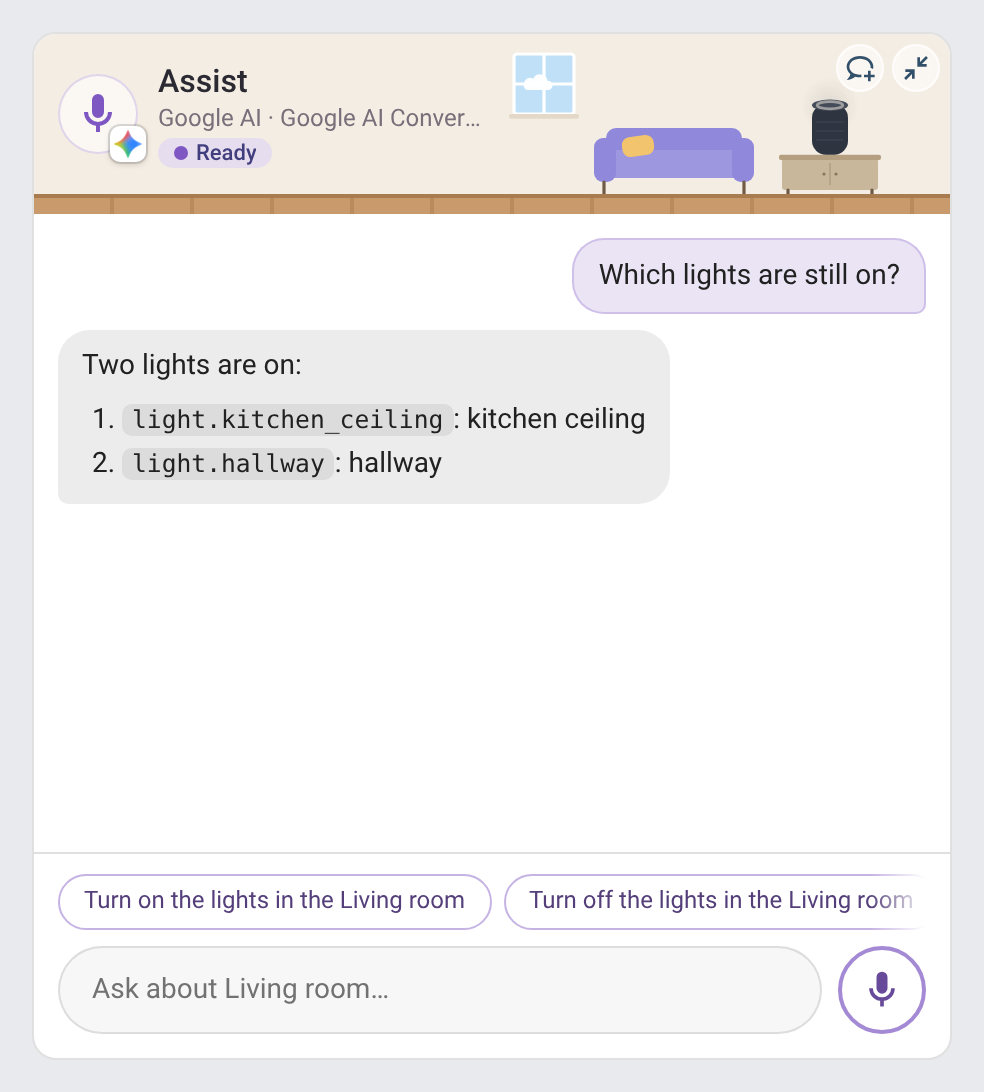 Assist
Google AI · Google AI Conver...
Ready
Which lights are still on?
Two lights are on:
1. light.kitchen_ceiling: kitchen ceiling
2. light.hallway: hallway
Turn on the lights in the Living room
Turn off the lights in the Living room
Ask about Living room...